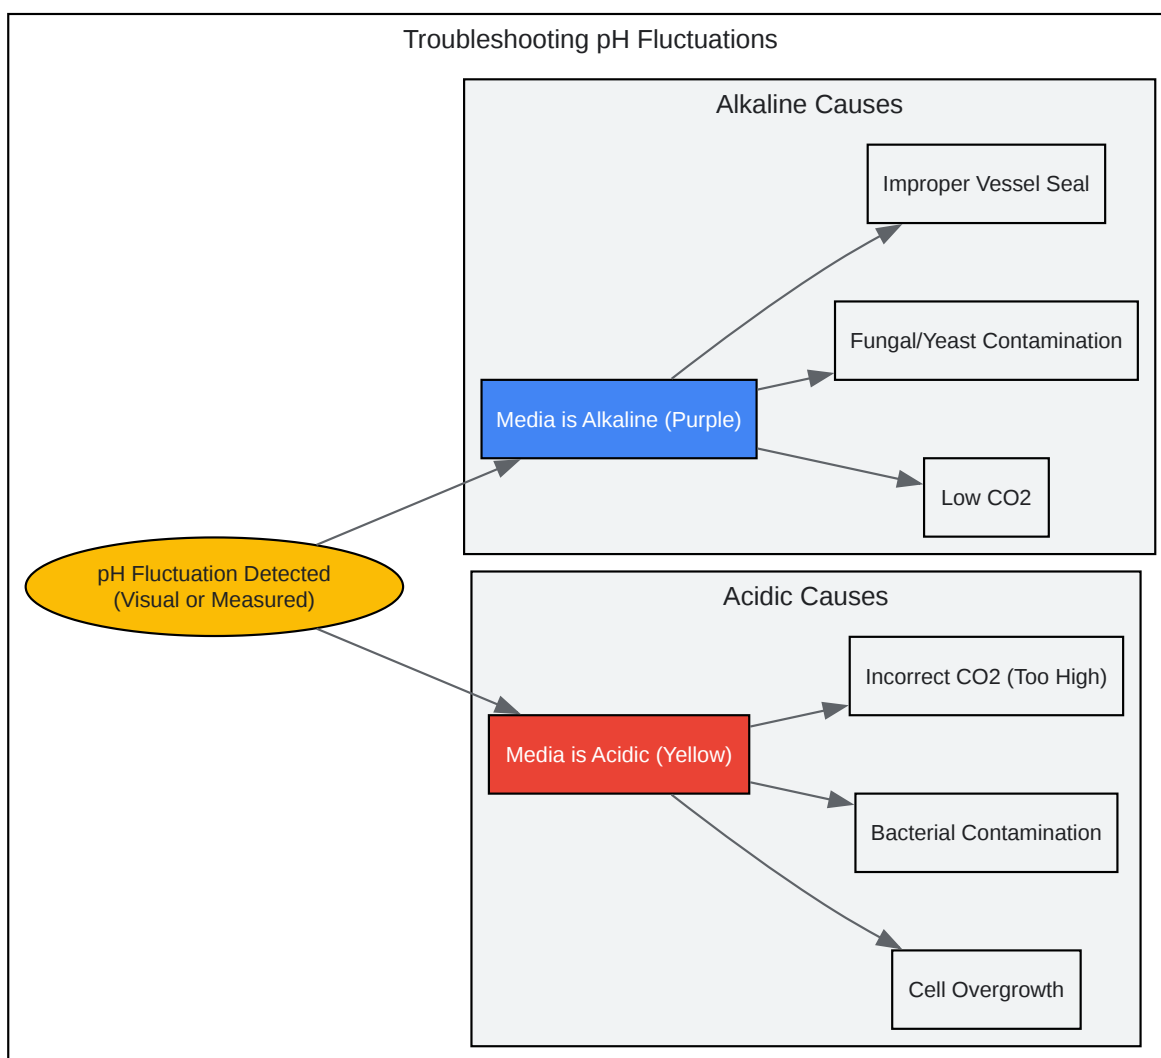 Troubleshooting pH Fluctuations
Alkaline Causes
Improper Vessel Seal
Fungal/Yeast Contamination
Media is Alkaline (Purple)
Low CO2
pH Fluctuation Detected
(Visual or Measured)
Acidic Causes
Incorrect CO2 (Too High)
Media is Acidic (Yellow)
Bacterial Contamination
Cell Overgrowth